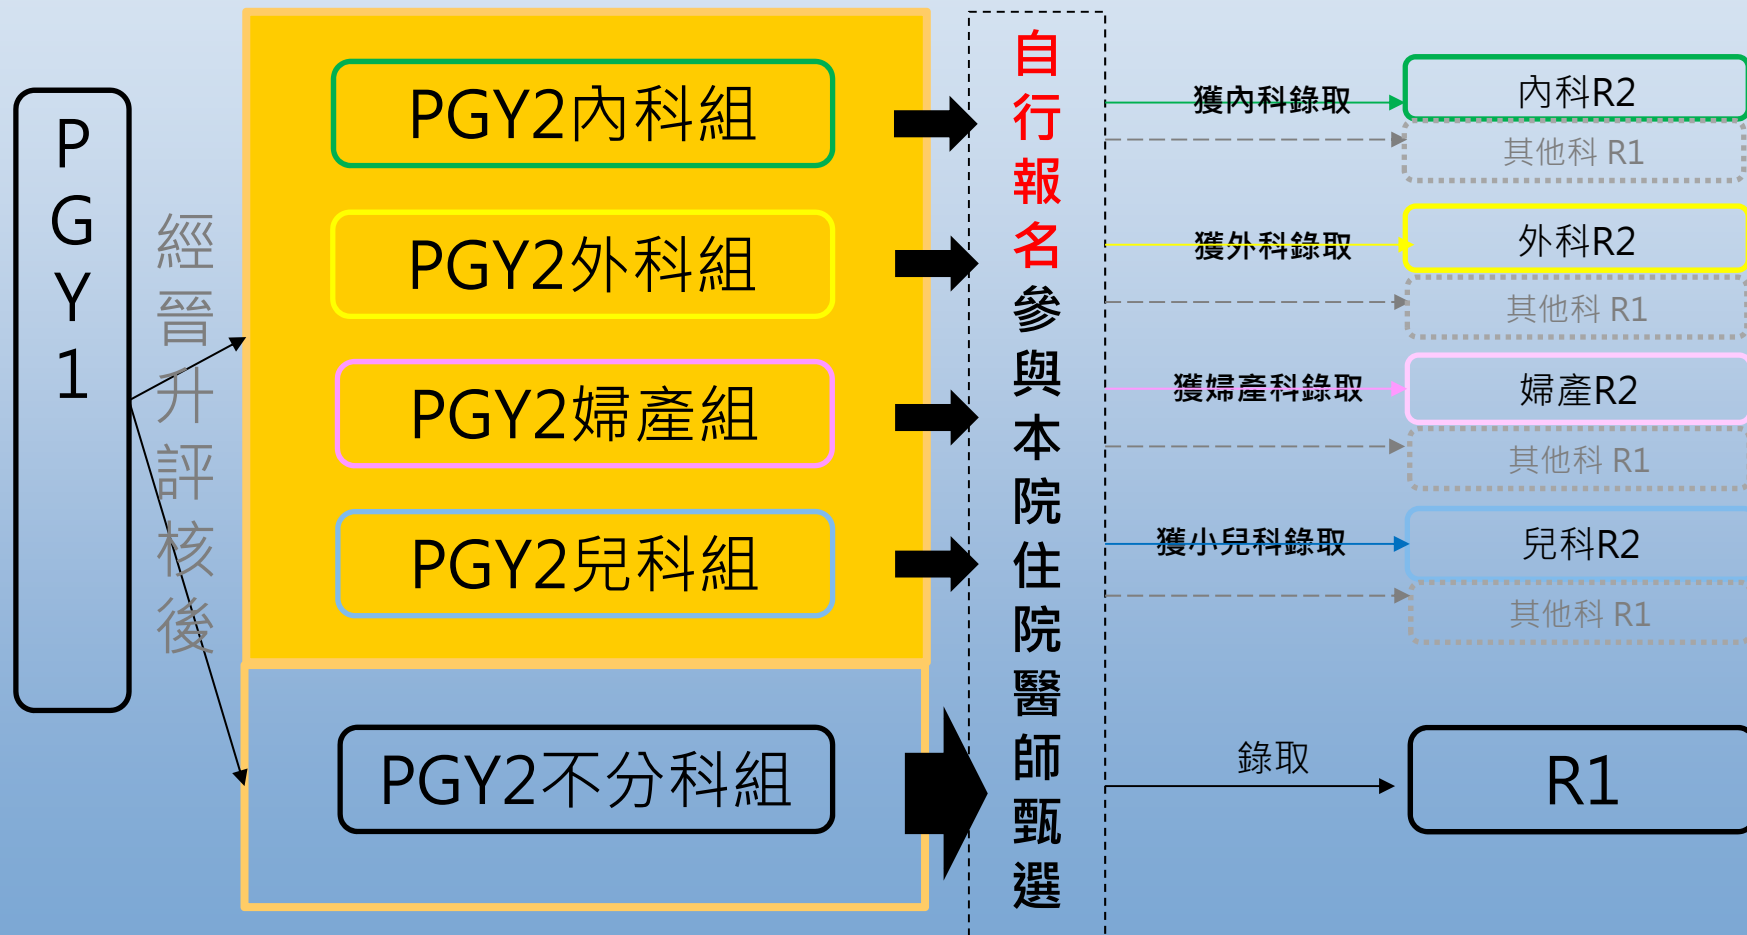 PGY1
經晉升評核後
PGY2內科組
PGY2外科組
PGY2婦產組
PGY2兒科組
PGY2不分科組
自行報名參與本院住院醫師甄選
獲內科錄取
內科R2
其他科 R1
獲外科錄取
外科R2
其他科 R1
獲婦產科錄取
婦產R2
其他科 R1
獲小兒科錄取
兒科R2
其他科 R1
錄取
R1